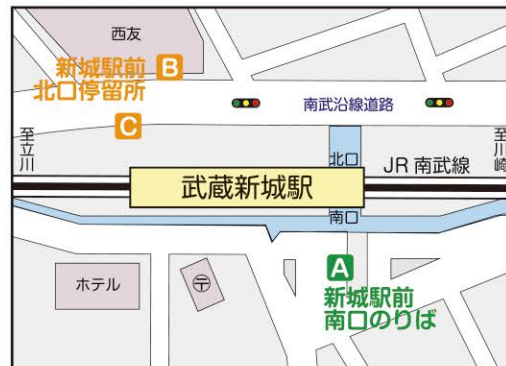 西友
新城駅前
北口停留所
B
C
南武沿線道路
至立川
北口
JR 南武線
至川崎
武蔵新城駅
南口
A
新城駅前
南口のりば
ホテル
〒